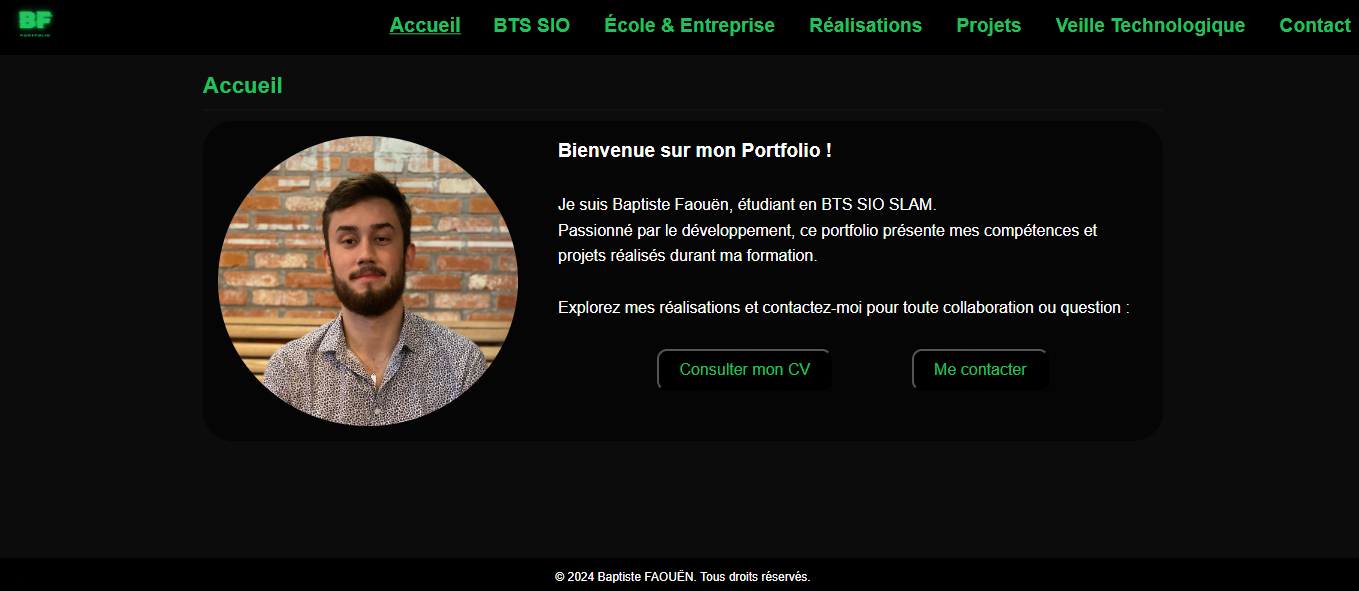 BF
PORTFOLIO
Accueil BTS SIO École & Entreprise Réalisations Projets Veille Technologique Contact
Accueil
Bienvenue sur mon Portfolio !
Je suis Baptiste Faouën, étudiant en BTS SIO SLAM.
Passionné par le développement, ce portfolio présente mes compétences et
projets réalisés durant ma formation.
Explorez mes réalisations et contactez-moi pour toute collaboration ou question :
Consulter mon CV Me contacter
© 2024 Baptiste FAOUËN. Tous droits réservés.